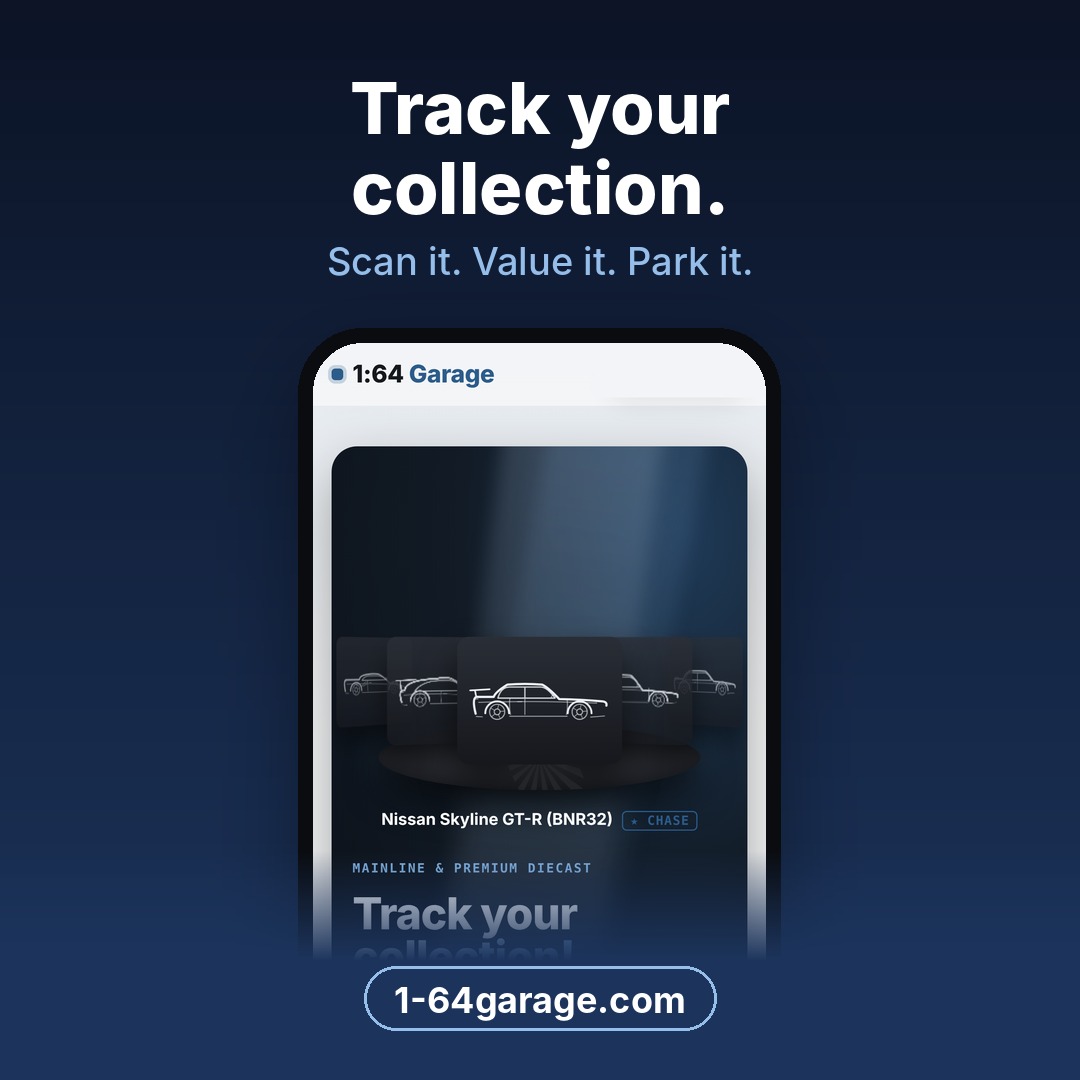 Track your
collection.
Scan it. Value it. Park it.
1:64 Garage
Nissan Skyline GT-R (BNR32) ★ CHASE
MAINLINE & PREMIUM DIECAST
Track your
collection!
1-64garage.com